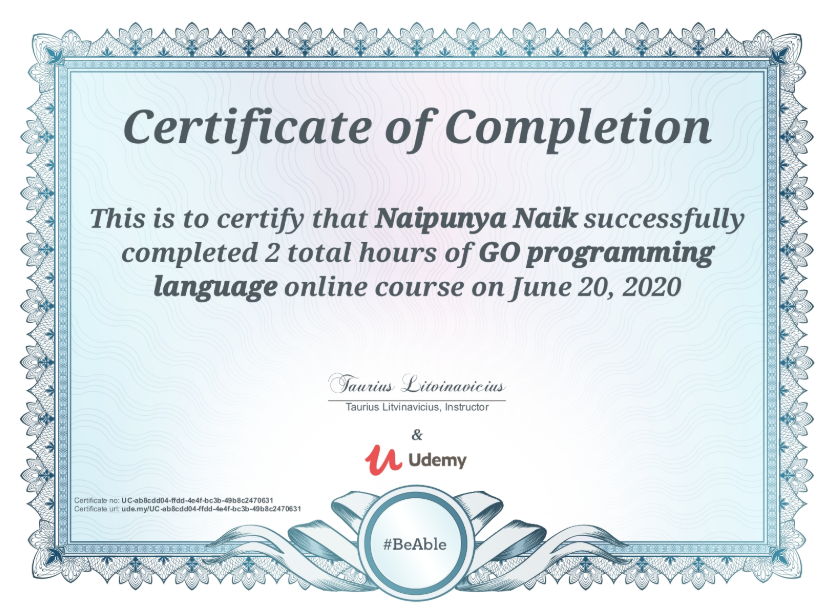 Certificate of Completion
This is to certify that Naipunya Naik successfully
completed 2 total hours of GO programming
language online course on June 20, 2020
Taurius Litvinavicius
Taurius Litvinavicius, Instructor
&
Udemy
Certificate no: UC-ab8cdd04-ffdd-4e4f-bc3b-49b8c2470631
Certificate url: ude.my/UC-ab8cdd04-ffdd-4e4f-bc3b-49b8c2470631
#BeAble